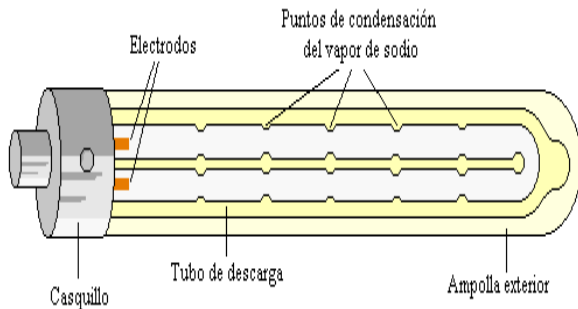 Electrodos
Puntos de condensación
del vapor de sodio
Tubo de descarga
Casquillo
Ampolla exterior